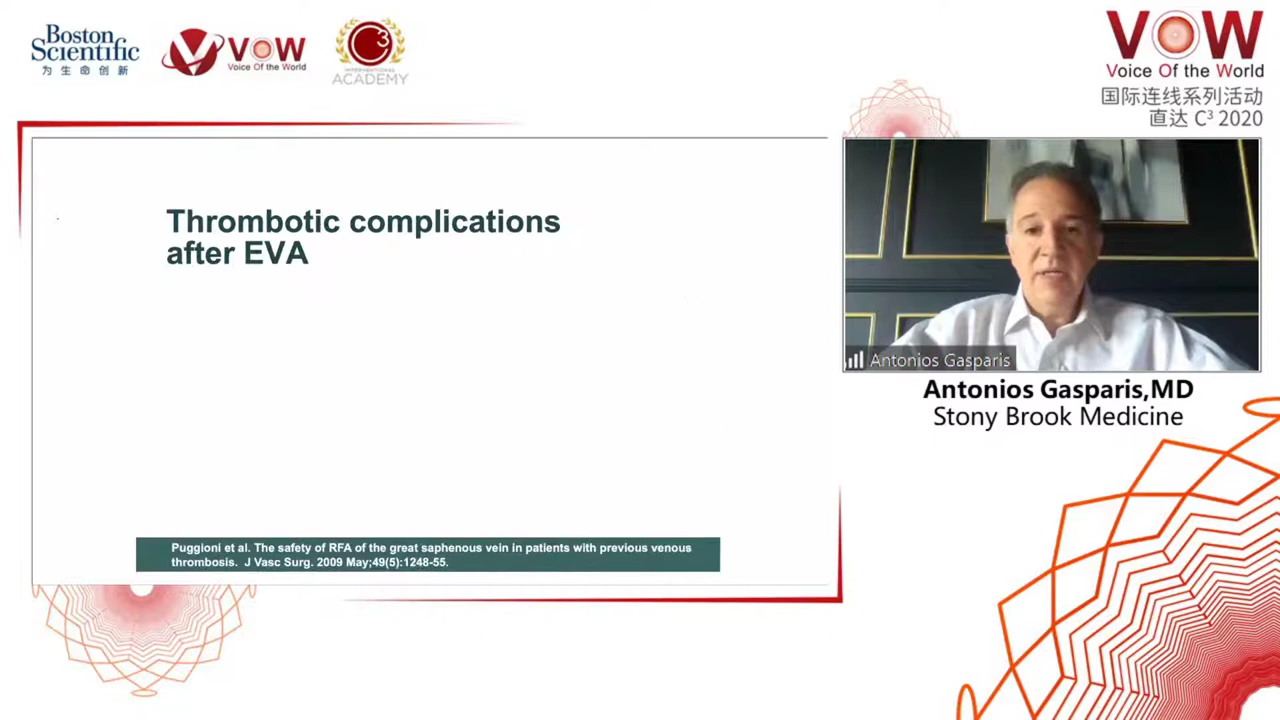 Boston
Scientific
为生命创新
VOW
Voice Of the World
C3
INTERNATIONAL
ACADEMY
VOW
Voice Of the World
国际连线系列活动
直达 C³ 2020
Thrombotic complications
after EVA
Puggioni et al. The safety of RFA of the great saphenous vein in patients with previous venous
thrombosis. J Vasc Surg. 2009 May;49(5):1248-55.
Antonios Gasparis
Antonios Gasparis,MD
Stony Brook Medicine